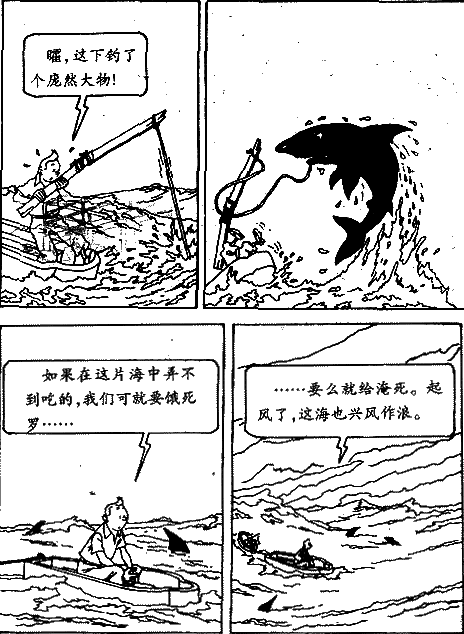 嚯,这下钓了
个庞然大物!
如果在这片海中弄不
到吃的,我们可就要饿死
罗……
……要么就给淹死。起
风了,这海也兴风作浪。